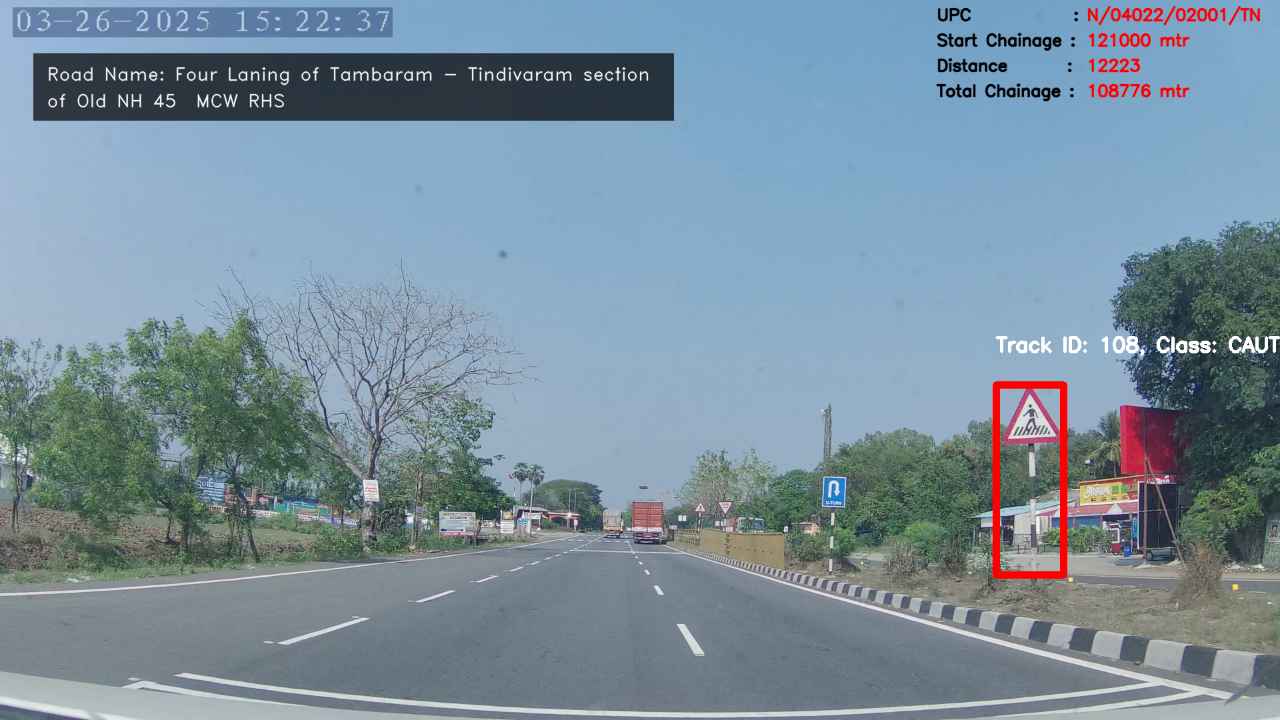 03-26-2025 15:22:37
Road Name: Four Laning of Tambaram - Tindivaram section
of Old NH 45 MCW RHS
UPC : N/04022/02001/TN
Start Chainage : 121000 mtr
Distance : 12223
Total Chainage : 108776 mtr
Track ID: 108, Class: CAUT
U-TURN